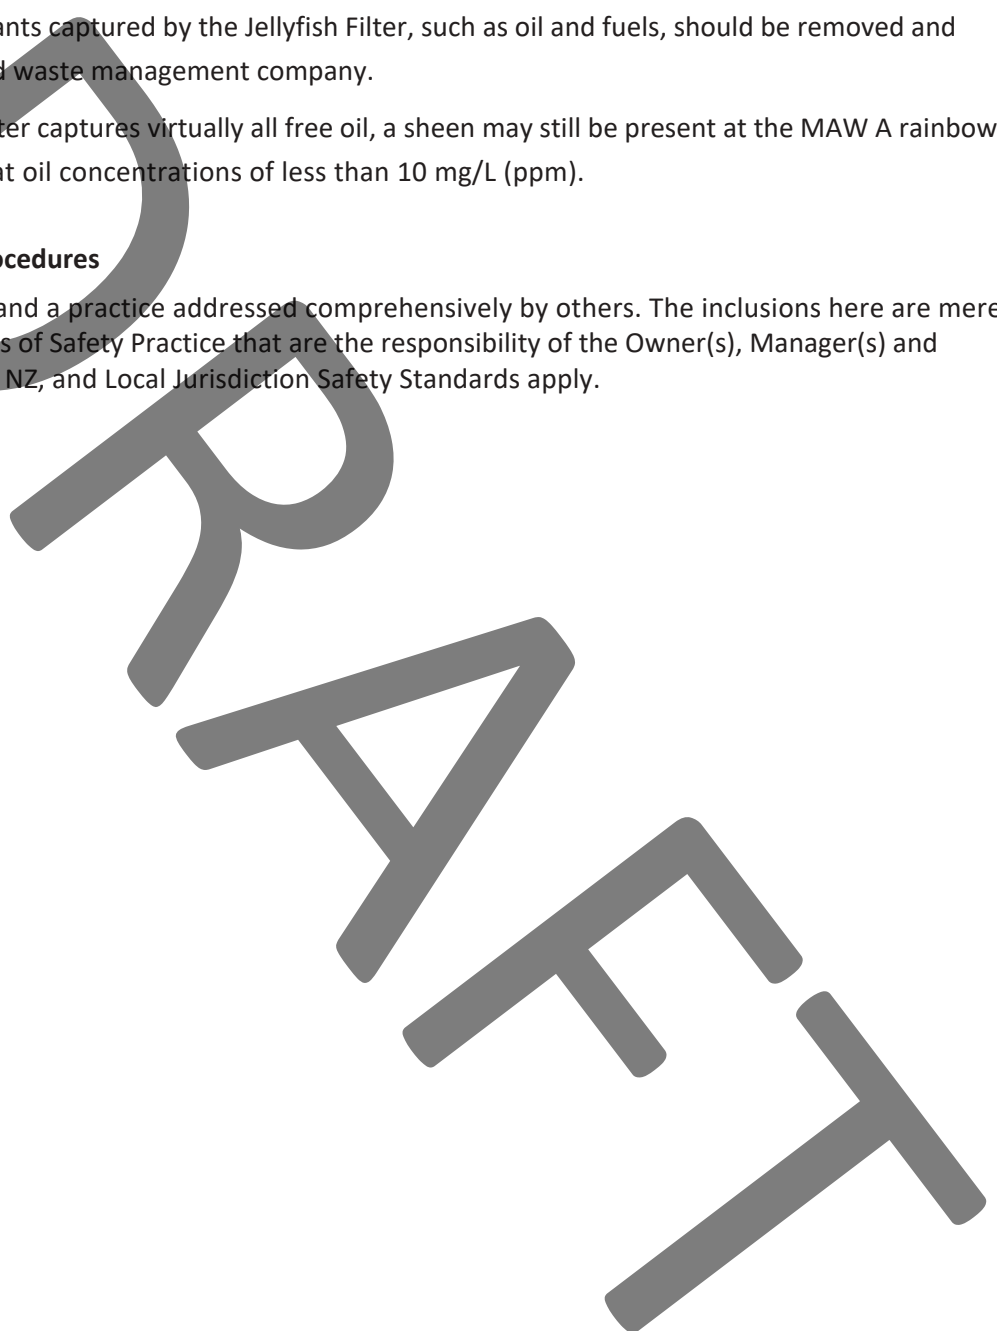 ants captured by the Jellyfish Filter, such as oil and fuels, should be removed and
d waste management company.
ter captures virtually all free oil, a sheen may still be present at the MAW A rainbow
at oil concentrations of less than 10 mg/L (ppm).
ocedures
and a practice addressed comprehensively by others. The inclusions here are mere
s of Safety Practice that are the responsibility of the Owner(s), Manager(s) and
NZ, and Local Jurisdiction Safety Standards apply.
DRAFT